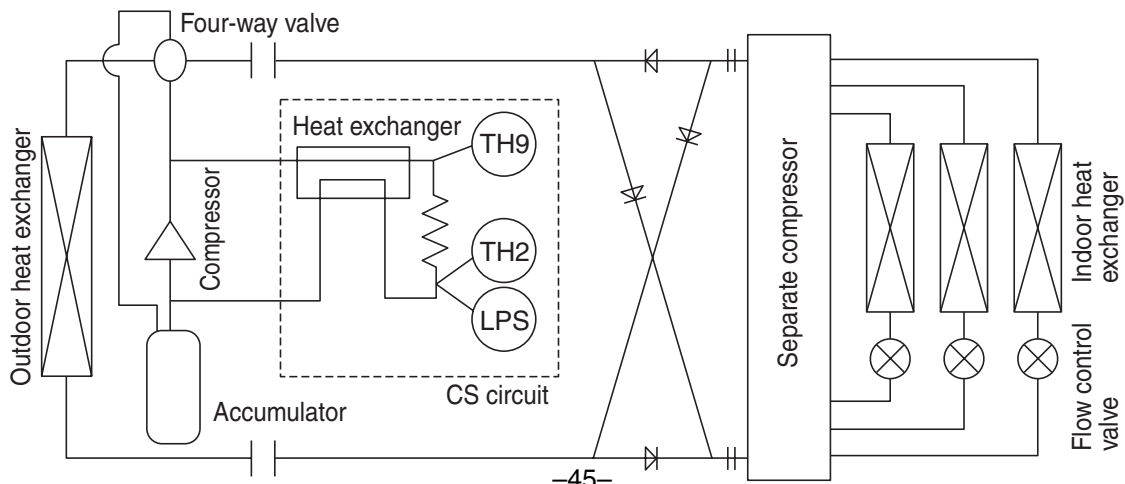 Four-way valve
Heat exchanger
TH9
TH2
LPS
CS circuit
Compressor
Outdoor heat exchanger
Accumulator
Separate compressor
Indoor heat
exchanger
Flow control
valve
–45–